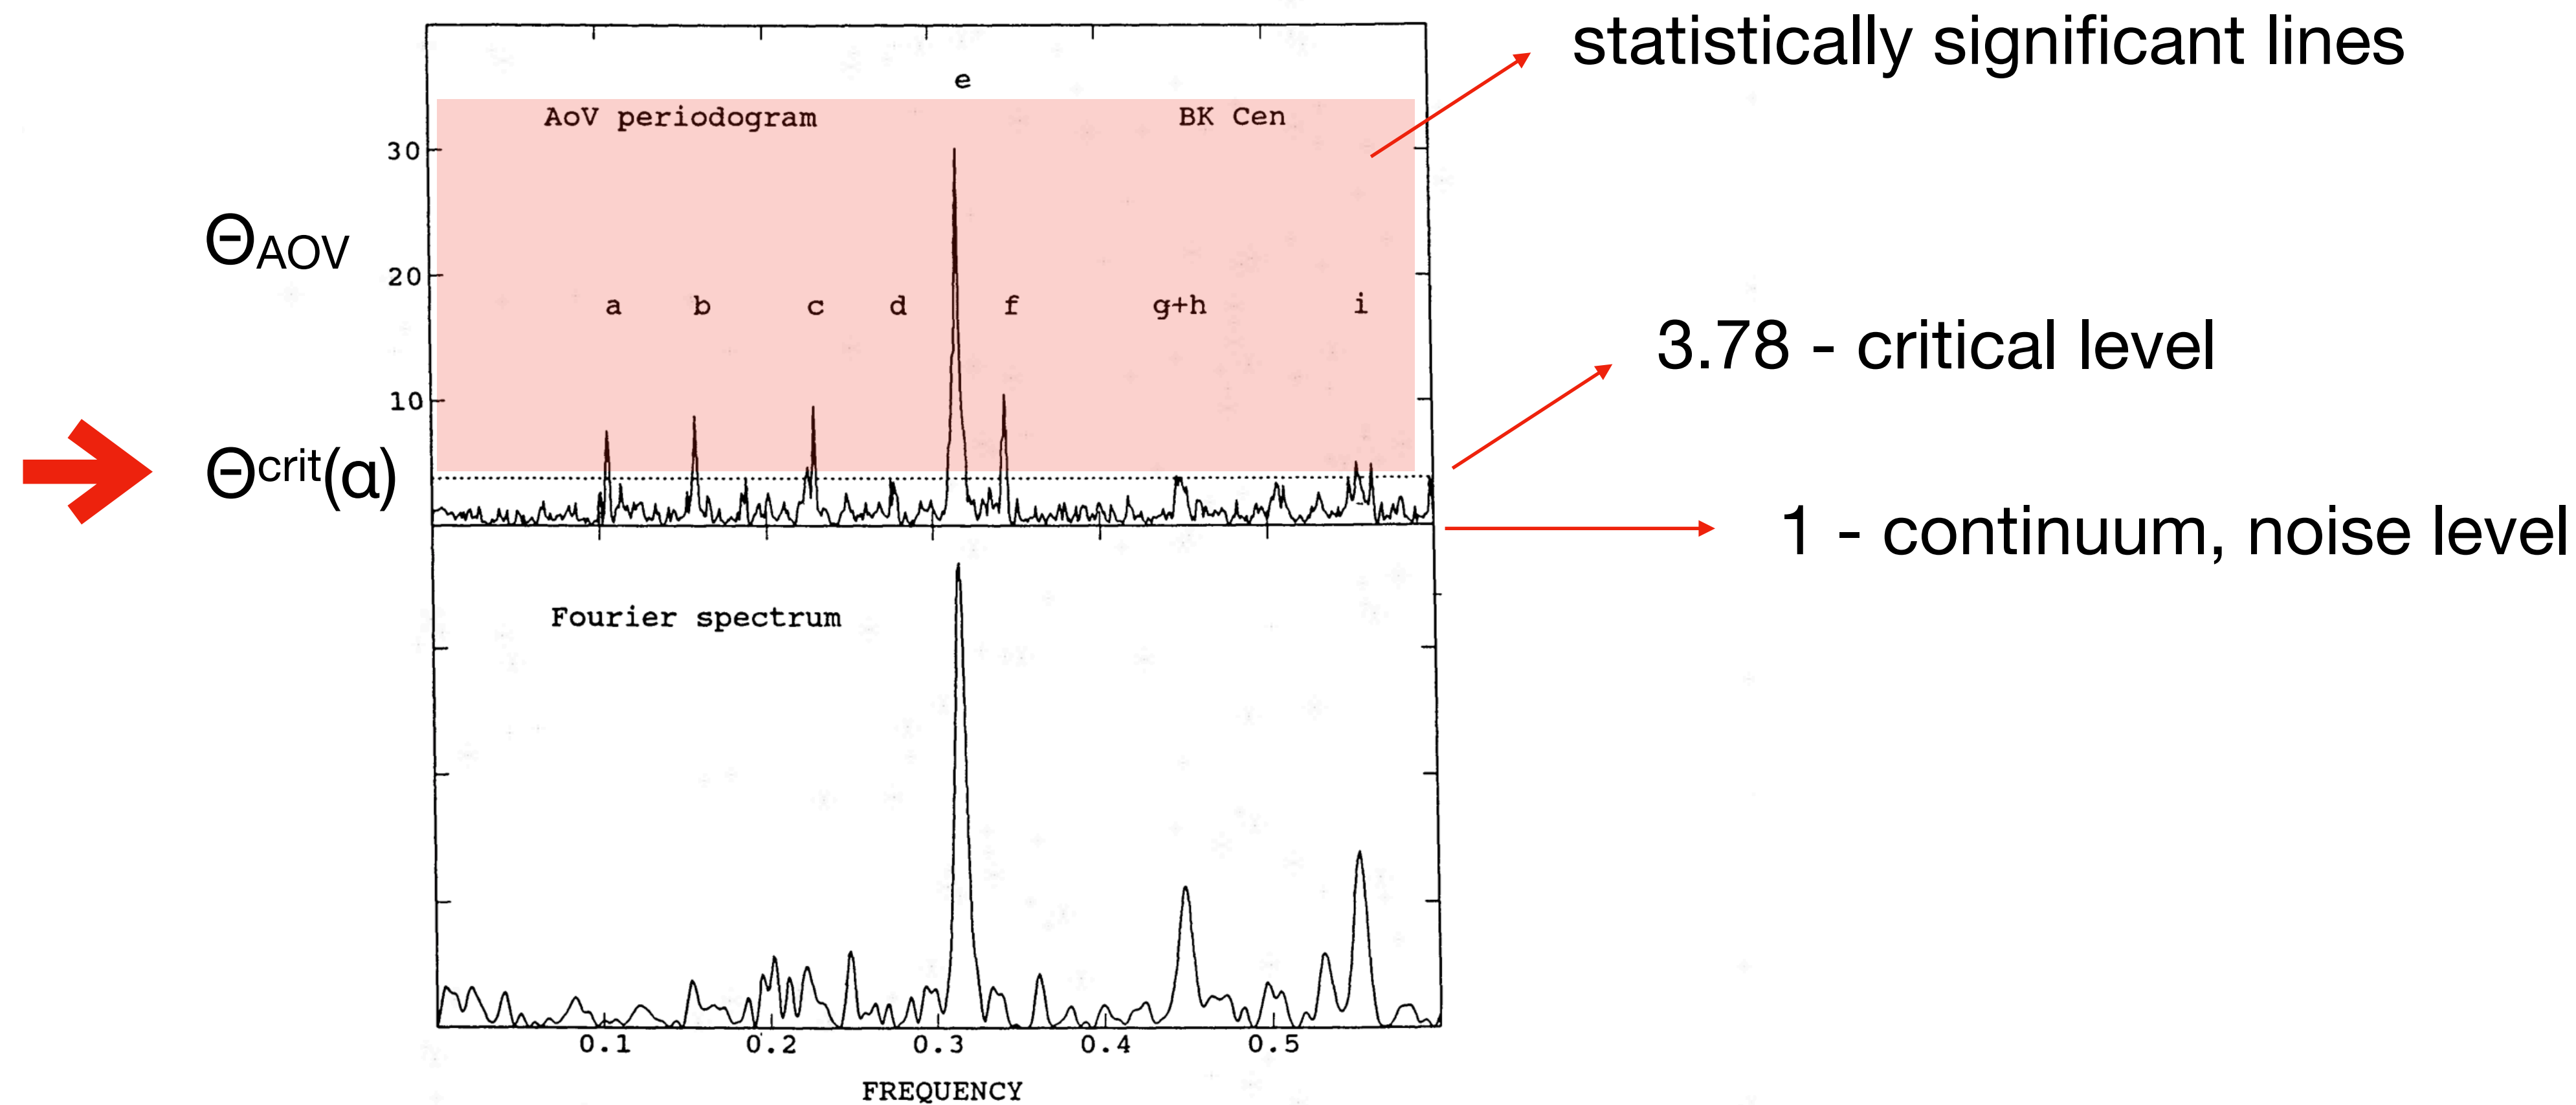 statistically significant lines
e
AoV periodogram BK Cen
30
ΘAOV
20
a b c d f g+h i
3.78 - critical level
10
Θcrit(α)
1 - continuum, noise level
Fourier spectrum
0.1 0.2 0.3 0.4 0.5
FREQUENCY